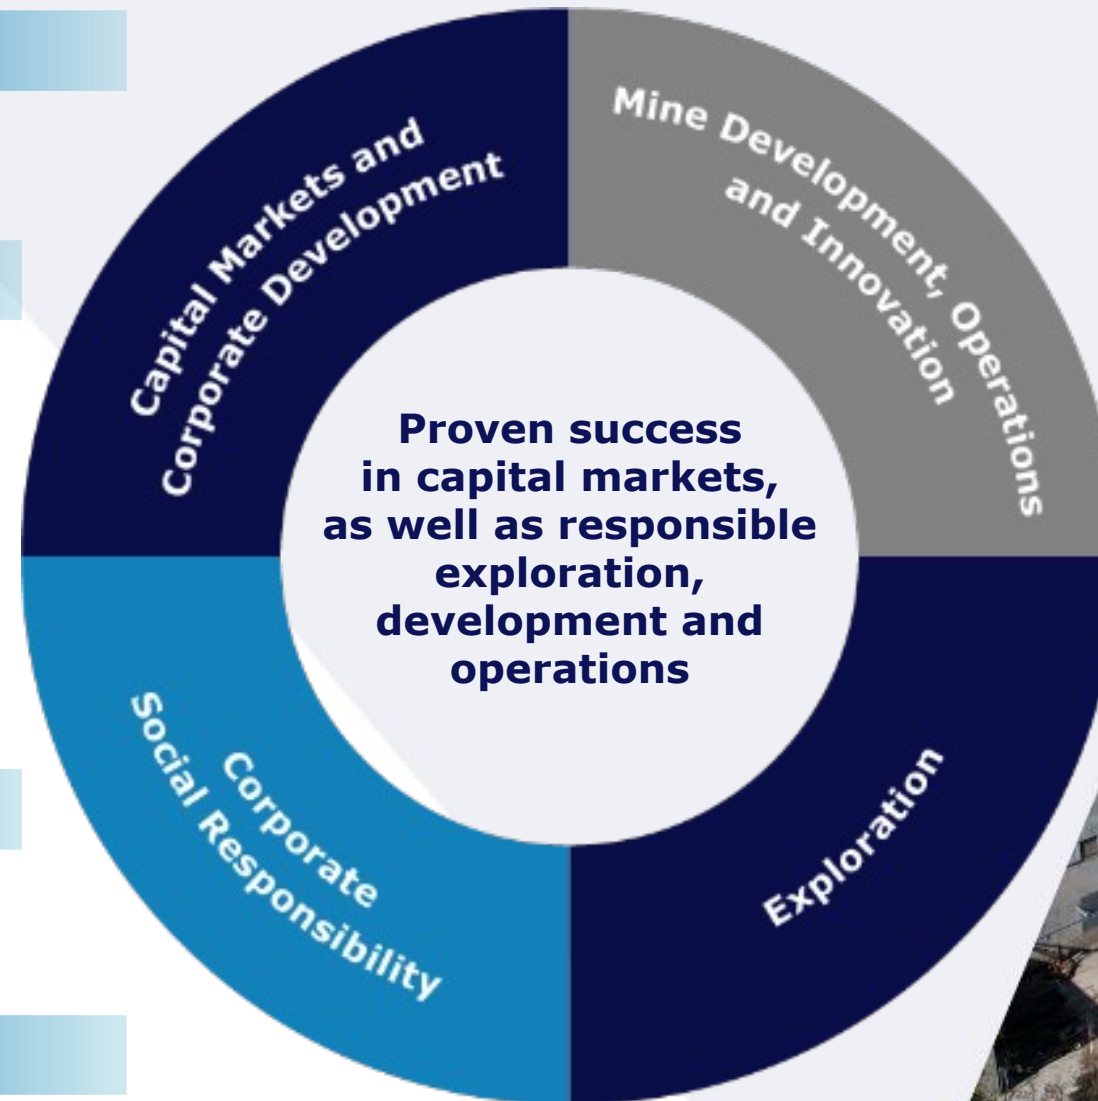 Capital Markets and
Corporate Development
Mine Development, Operations
and Innovation
Proven success
in capital markets,
as well as responsible
exploration,
development and
operations
Corporate
Social Responsibility
Exploration